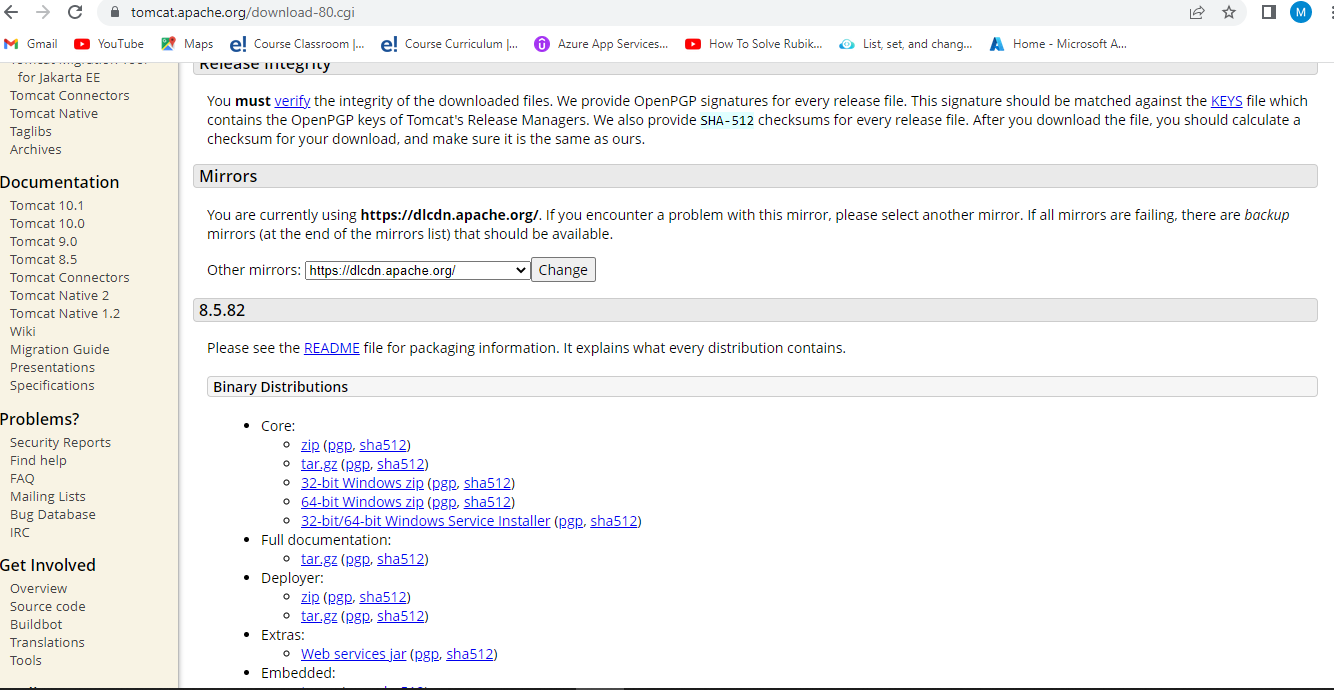 tomcat.apache.org/download-80.cgi
M
Gmail
YouTube
Maps
e! Course Classroom |...
e! Course Curriculum |...
Azure App Services...
How To Solve Rubik...
List, set, and chang...
Home - Microsoft A...
Tomcat Migration Tool
for Jakarta EE
Tomcat Connectors
Tomcat Native
Taglibs
Archives
Documentation
Tomcat 10.1
Tomcat 10.0
Tomcat 9.0
Tomcat 8.5
Tomcat Connectors
Tomcat Native 2
Tomcat Native 1.2
Wiki
Migration Guide
Presentations
Specifications
Problems?
Security Reports
Find help
FAQ
Mailing Lists
Bug Database
IRC
Get Involved
Overview
Source code
Buildbot
Translations
Tools
Release Integrity
You must verify the integrity of the downloaded files. We provide OpenPGP signatures for every release file. This signature should be matched against the KEYS file which
contains the OpenPGP keys of Tomcat's Release Managers. We also provide SHA-512 checksums for every release file. After you download the file, you should calculate a
checksum for your download, and make sure it is the same as ours.
Mirrors
You are currently using https://dlcdn.apache.org/. If you encounter a problem with this mirror, please select another mirror. If all mirrors are failing, there are backup
mirrors (at the end of the mirrors list) that should be available.
Other mirrors: https://dlcdn.apache.org/ Change
8.5.82
Please see the README file for packaging information. It explains what every distribution contains.
Binary Distributions
Core:
zip (pgp, sha512)
tar.gz (pgp, sha512)
32-bit Windows zip (pgp, sha512)
64-bit Windows zip (pgp, sha512)
32-bit/64-bit Windows Service Installer (pgp, sha512)
Full documentation:
tar.gz (pgp, sha512)
Deployer:
zip (pgp, sha512)
tar.gz (pgp, sha512)
Extras:
Web services jar (pgp, sha512)
Embedded: